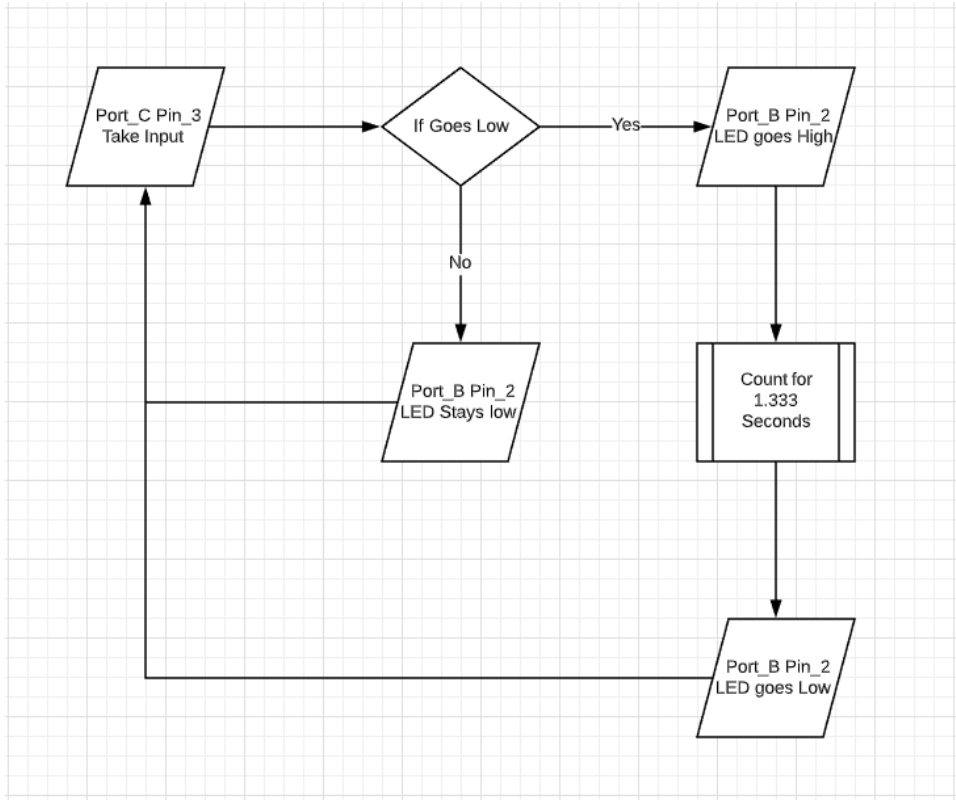 Port_C Pin_3
Take Input
If Goes Low
Yes
Port_B Pin_2
LED goes High
No
Port_B Pin_2
LED Stays low
Count for
1.333
Seconds
Port_B Pin_2
LED goes Low